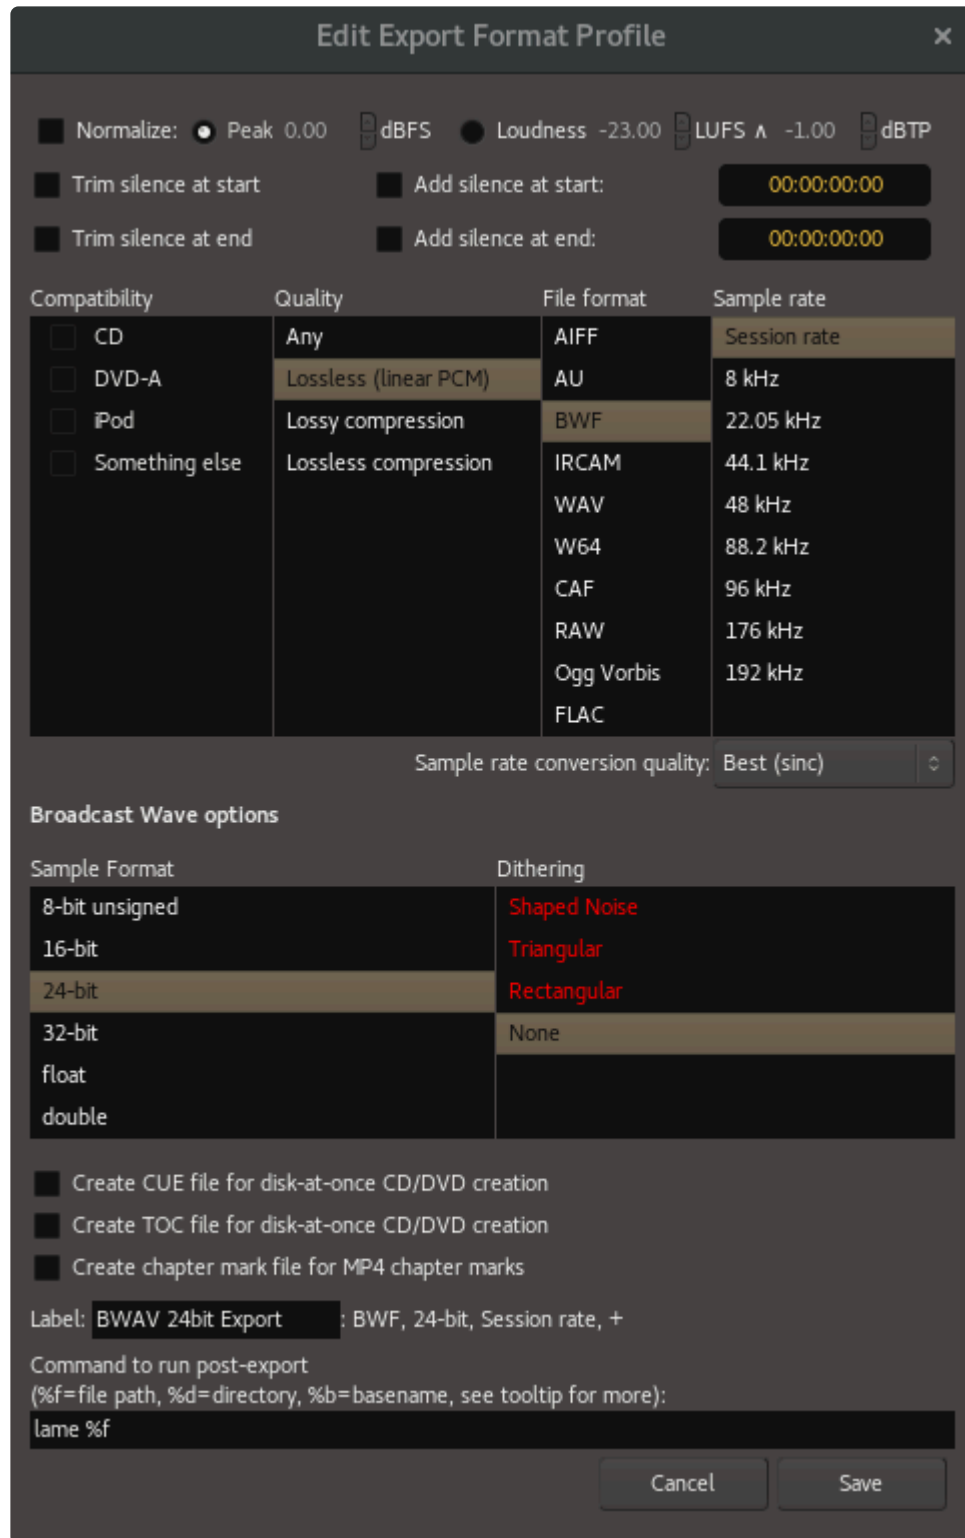 Edit Export Format Profile ×
Normalize: Peak 0.00 dBFS Loudness -23.00 LUFS ∧ -1.00 dBTP
Trim silence at start Add silence at start: 00:00:00:00
Trim silence at end Add silence at end: 00:00:00:00
Compatibility Quality File format Sample rate
CD Any AIFF Session rate
DVD-A Lossless (linear PCM) AU 8 kHz
iPod Lossy compression BWF 22.05 kHz
Something else Lossless compression IRCAM 44.1 kHz
WAV 48 kHz
W64 88.2 kHz
CAF 96 kHz
RAW 176 kHz
Ogg Vorbis 192 kHz
FLAC
Sample rate conversion quality: Best (sinc)
Broadcast Wave options
Sample Format Dithering
8-bit unsigned Shaped Noise
16-bit Triangular
24-bit Rectangular
32-bit None
float
double
Create CUE file for disk-at-once CD/DVD creation
Create TOC file for disk-at-once CD/DVD creation
Create chapter mark file for MP4 chapter marks
Label: BWAV 24bit Export : BWF, 24-bit, Session rate, +
Command to run post-export
(%f=file path, %d=directory, %b=basename, see tooltip for more):
lame %f
Cancel Save